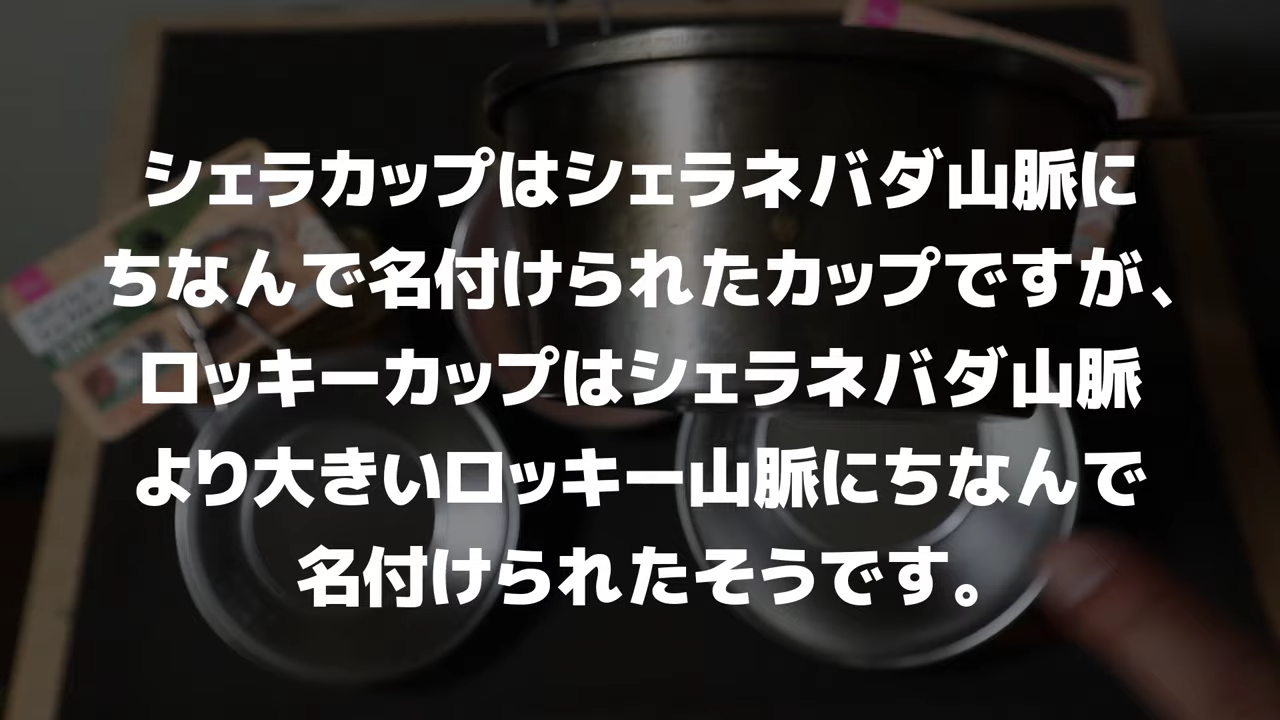 シェラカップはシェラネバダ山脈に
ちなんで名付けられたカップですが、
ロッキーカップはシェラネバダ山脈
より大きいロッキー山脈にちなんで
名付けられたそうです。